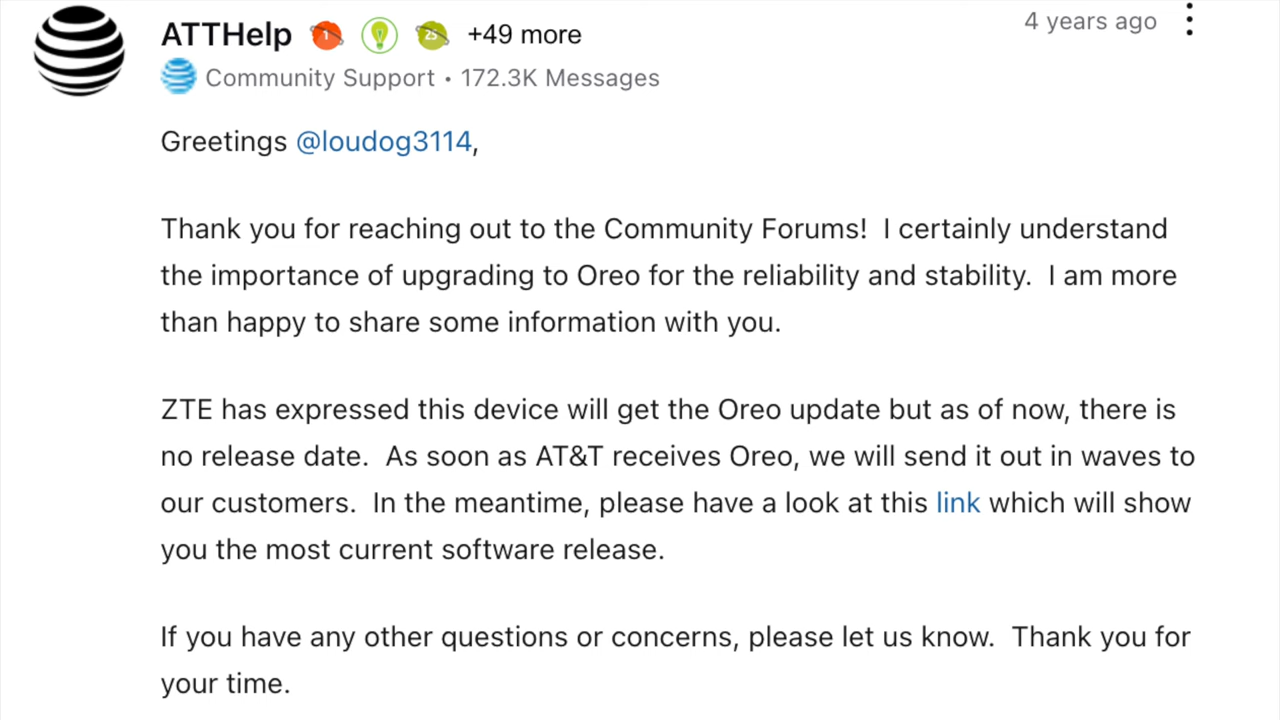 ATTHelp 1 25 +49 more 4 years ago
Community Support • 172.3K Messages
Greetings @loudog3114,
Thank you for reaching out to the Community Forums!  I certainly understand
the importance of upgrading to Oreo for the reliability and stability.  I am more
than happy to share some information with you.
ZTE has expressed this device will get the Oreo update but as of now, there is
no release date.  As soon as AT&T receives Oreo, we will send it out in waves to
our customers.  In the meantime, please have a look at this link which will show
you the most current software release.
If you have any other questions or concerns, please let us know.  Thank you for
your time.